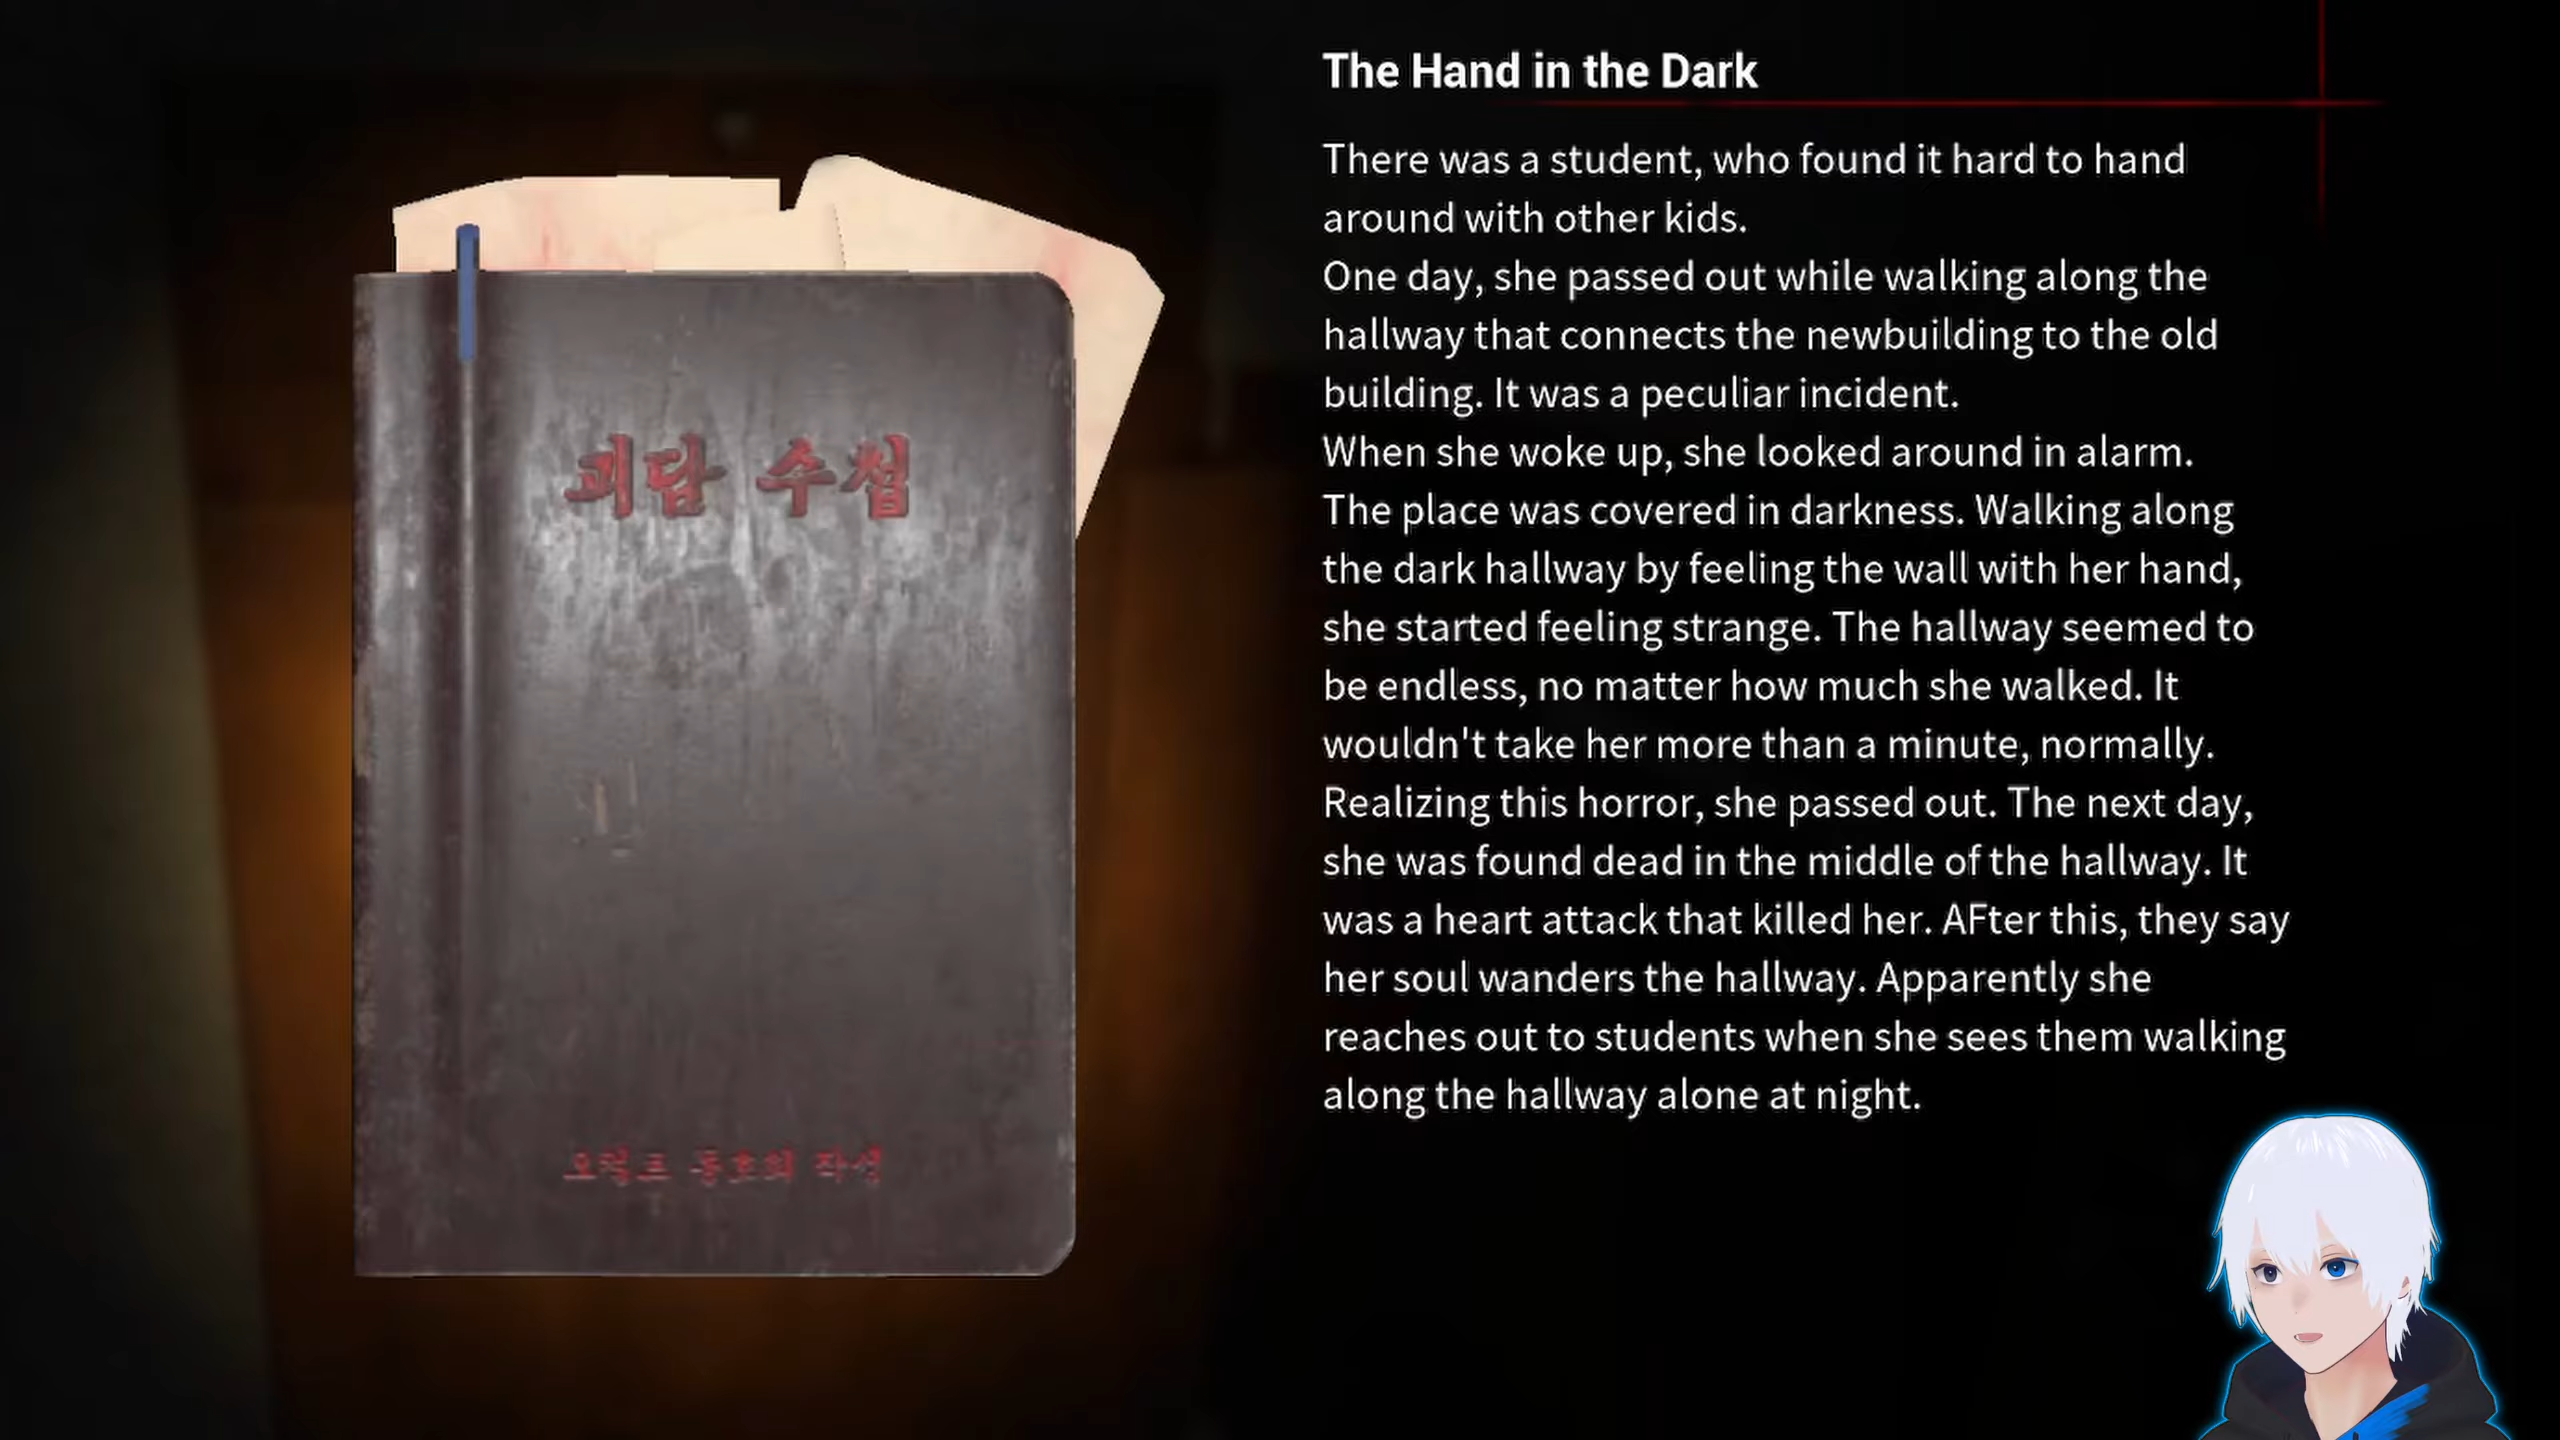 괴담 수첩
The Hand in the Dark
There was a student, who found it hard to hand
around with other kids.
One day, she passed out while walking along the
hallway that connects the newbuilding to the old
building. It was a peculiar incident.
When she woke up, she looked around in alarm.
The place was covered in darkness. Walking along
the dark hallway by feeling the wall with her hand,
she started feeling strange. The hallway seemed to
be endless, no matter how much she walked. It
wouldn't take her more than a minute, normally.
Realizing this horror, she passed out. The next day,
she was found dead in the middle of the hallway. It
was a heart attack that killed her. AFter this, they say
her soul wanders the hallway. Apparently she
reaches out to students when she sees them walking
along the hallway alone at night.